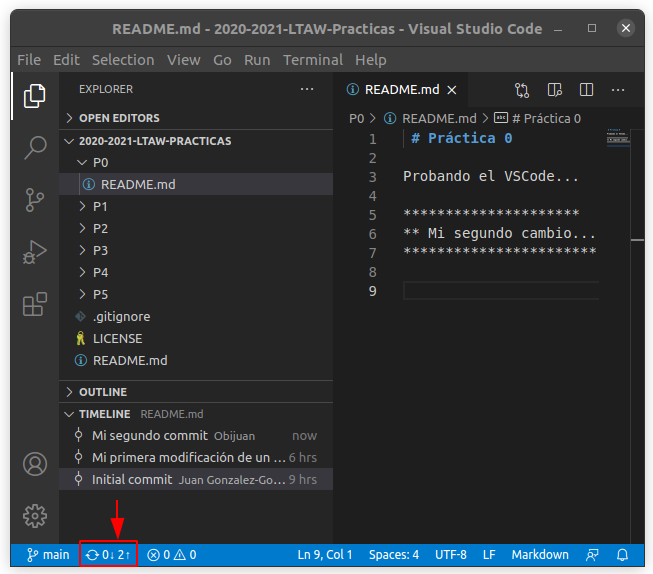 README.md - 2020-2021-LTAW-Practicas - Visual Studio Code
File Edit Selection View Go Run Terminal Help
EXPLORER
OPEN EDITORS
2020-2021-LTAW-PRACTICAS
P0
README.md
P1
P2
P3
P4
P5
.gitignore
LICENSE
README.md
OUTLINE
TIMELINE README.md
Mi segundo commit Obijuan now
Mi primera modificación de un ... 6 hrs
Initial commit Juan Gonzalez-Go... 9 hrs
README.md
P0 > README.md > # Práctica 0
1 # Práctica 0
2
3 Probando el VSCode...
4
5 *********************
6 ** Mi segundo cambio...
7 ***********************
8
9
main 0↓ 2↑ 0 0 Ln 9, Col 1 Spaces: 4 UTF-8 LF Markdown